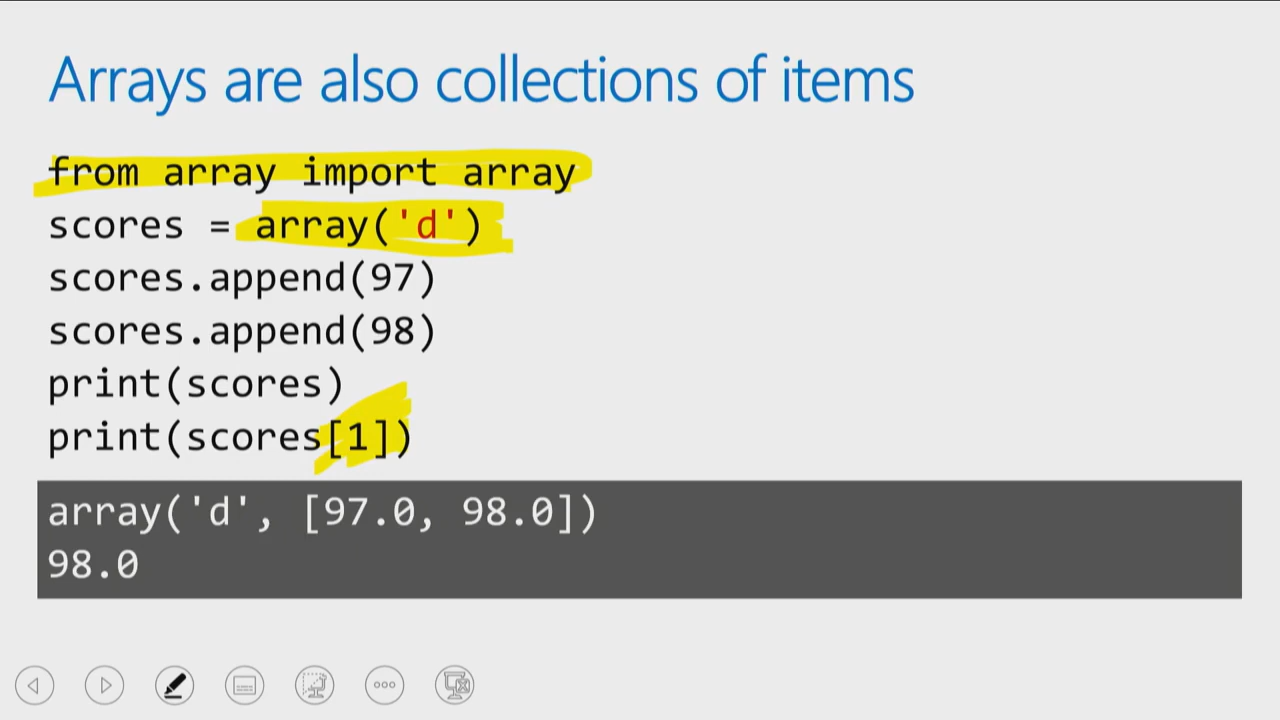 Arrays are also collections of items
from array import array
scores = array('d')
scores.append(97)
scores.append(98)
print(scores)
print(scores[1])
array('d', [97.0, 98.0])
98.0